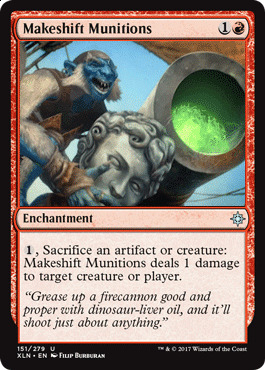 Makeshift Munitions 1
Enchantment
1, Sacrifice an artifact or creature:
Makeshift Munitions deals 1 damage
to target creature or player.
"Grease up a firecannon good and
proper with dinosaur-liver oil, and it'll
shoot just about anything."
151/279 U
XLN • EN Filip Burburan
™ & © 2017 Wizards of the Coast